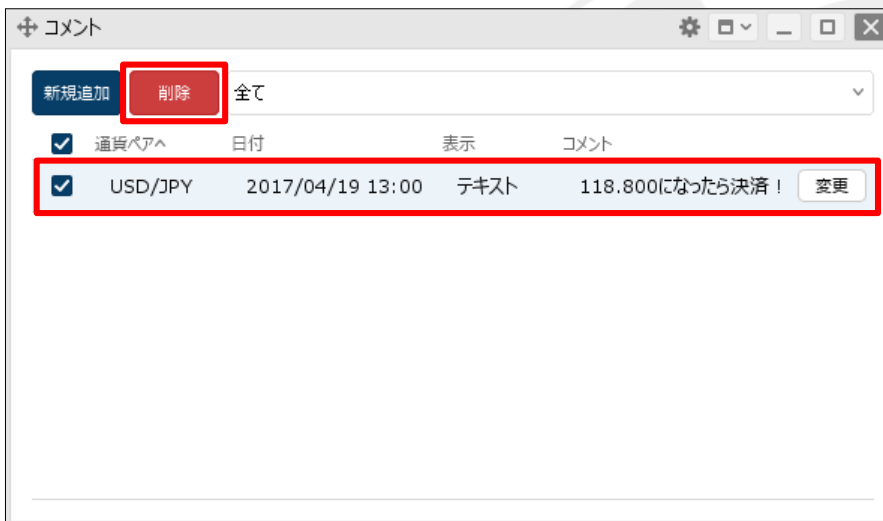 コメント
新規追加 削除 全て
通貨ペアへ 日付 表示 コメント
USD/JPY 2017/04/19 13:00 テキスト 118.800になったら決済！ 変更